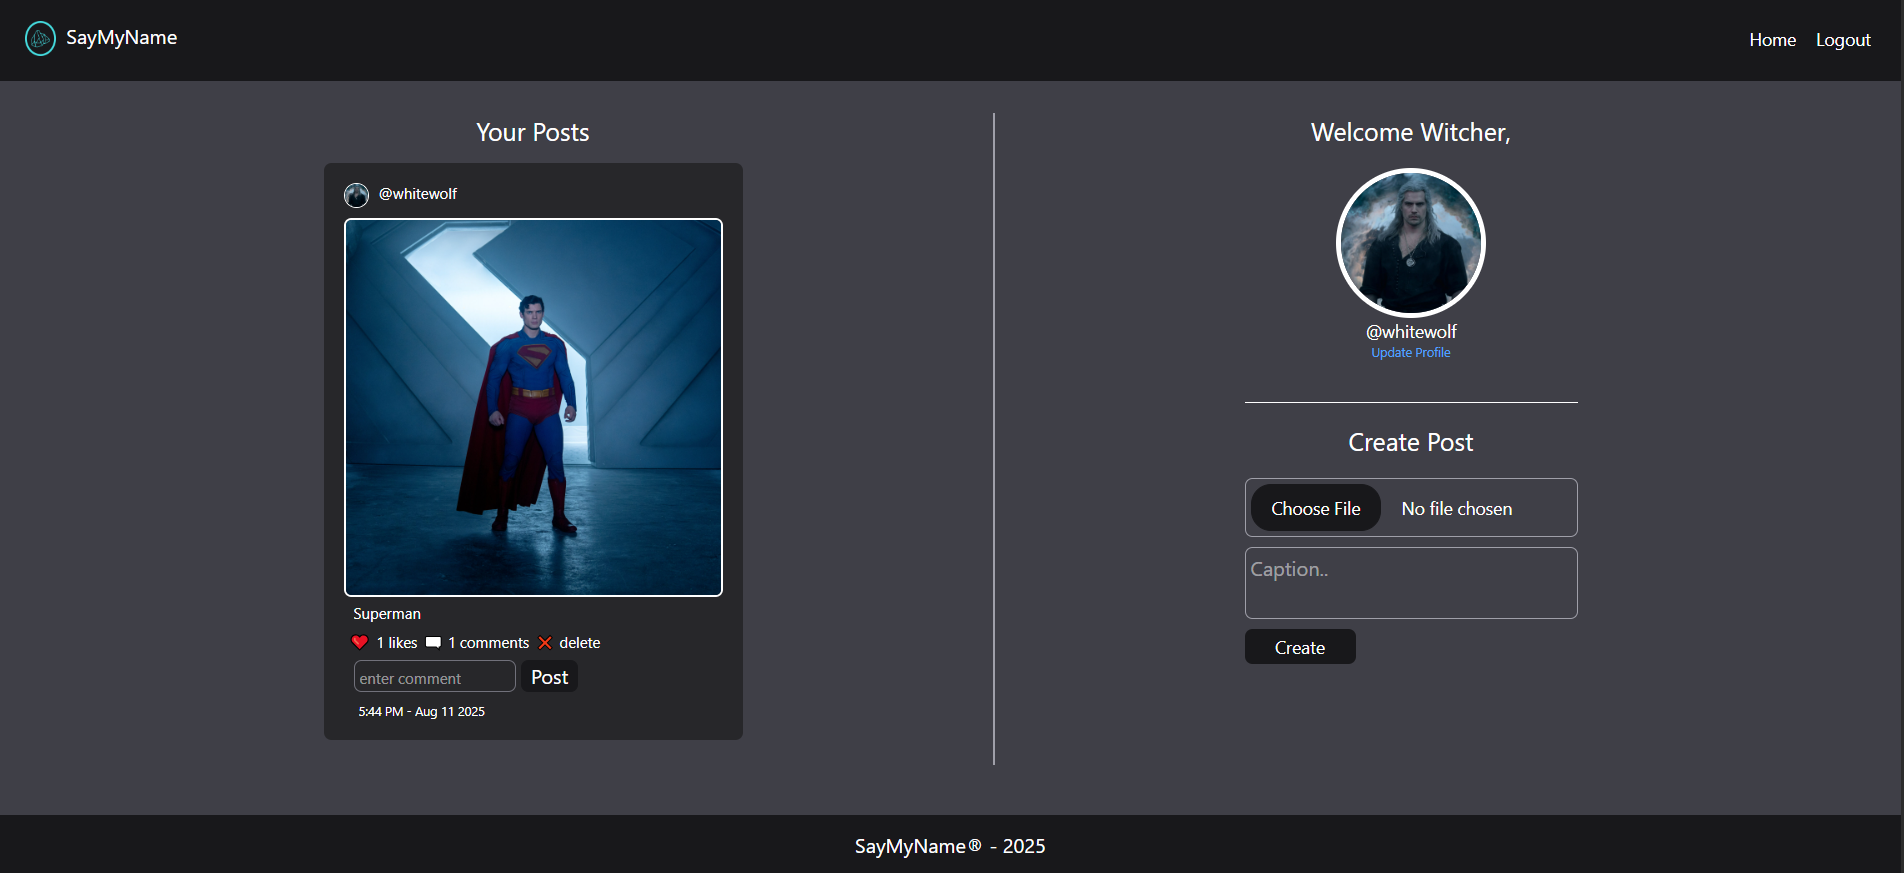 SayMyName
Home Logout
Your Posts
@whitewolf
Superman
1 likes 1 comments delete
enter comment Post
5:44 PM - Aug 11 2025
Welcome Witcher,
@whitewolf
Update Profile
Create Post
Choose File No file chosen
Caption..
Create
SayMyName® - 2025